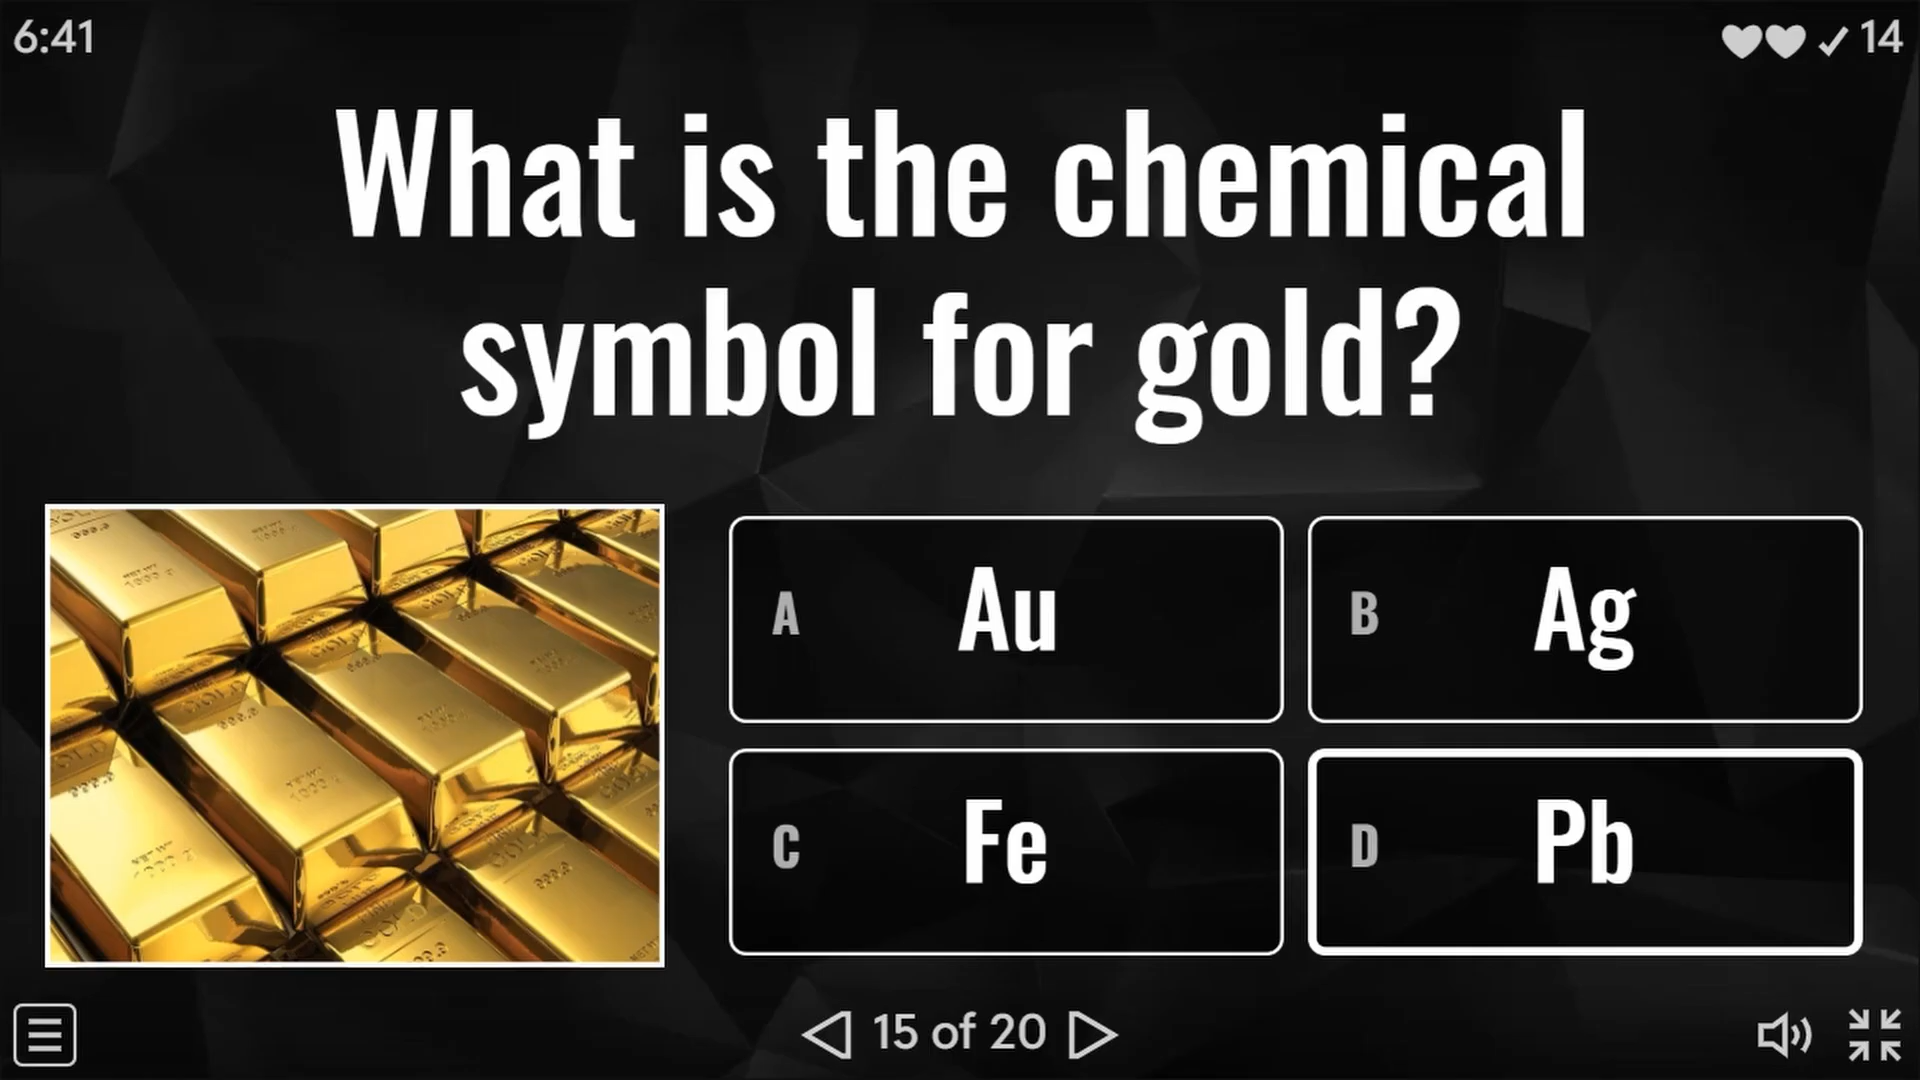 6:41
14
What is the chemical
symbol for gold?
A Au
B Ag
C Fe
D Pb
15 of 20